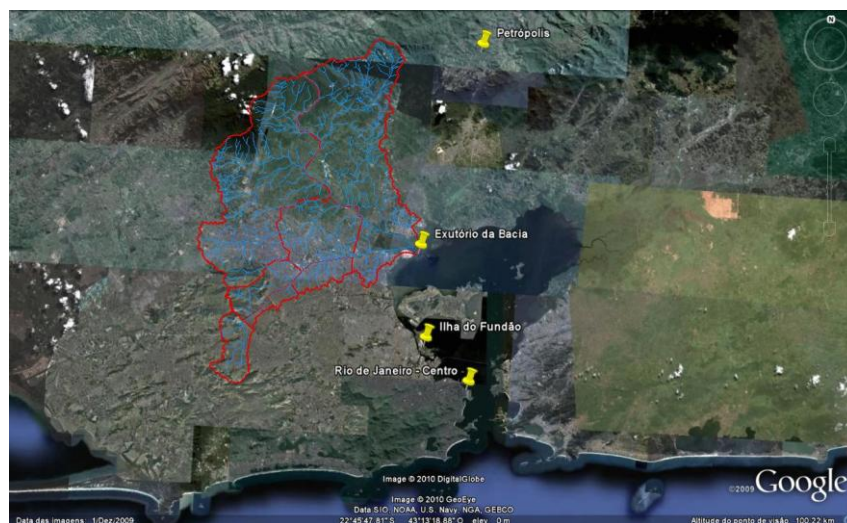 N
Petrópolis
Exutório da Bacia
Ilha do Fundão
Rio de Janeiro - Centro
Image © 2010 DigitalGlobe
Image © 2010 GeoEye
Data SIO, NOAA, U.S. Navy, NGA, GEBCO
©2009 Google
Data das imagens: 1/Dez/2009 22°45'47.81"S 43°13'18.88"O elev 0 m Altitude do ponto de visão 100.22 km